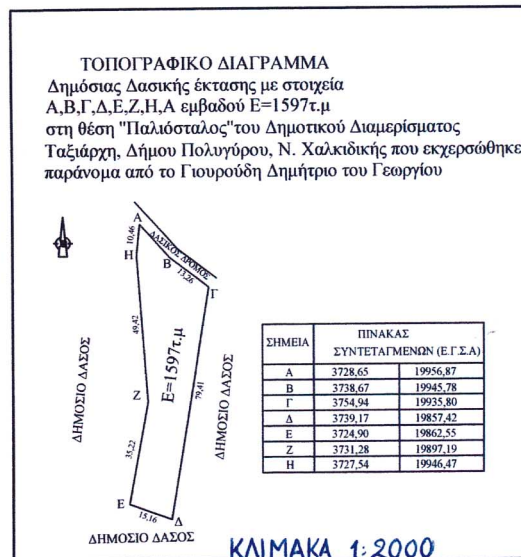 ΤΟΠΟΓΡΑΦΙΚΟ ΔΙΑΓΡΑΜΜΑ
Δημόσιας Δασικής έκτασης με στοιχεία
Α,Β,Γ,Δ,Ε,Ζ,Η,Α εμβαδού Ε=1597τ.μ
στη θέση "Παλιόσταλος"του Δημοτικού Διαμερίσματος
Ταξιάρχη, Δήμου Πολυγύρου, Ν. Χαλκιδικής που εκχερσώθηκε
παράνομα από το Γιουρούδη Δημήτριο του Γεωργίου
Α
ΔΑΣΙΚΟΣ ΔΡΟΜΟΣ
10,46
Η
Β
13,26
Γ
49,42
Ε=1597τ.μ
79,41
ΔΗΜΟΣΙΟ ΔΑΣΟΣ
ΔΗΜΟΣΙΟ ΔΑΣΟΣ
Ζ
35,22
Ε
15,16
Δ
ΔΗΜΟΣΙΟ ΔΑΣΟΣ
ΣΗΜΕΙΑ ΠΙΝΑΚΑΣ
ΣΥΝΤΕΤΑΓΜΕΝΩΝ (Ε.Γ.Σ.Α)
Α 3728,65 19956,87
Β 3738,67 19945,78
Γ 3754,94 19935,80
Δ 3739,17 19857,42
Ε 3724,90 19862,55
Ζ 3731,28 19897,19
Η 3727,54 19946,47
ΚΛΙΜΑΚΑ 1:2000